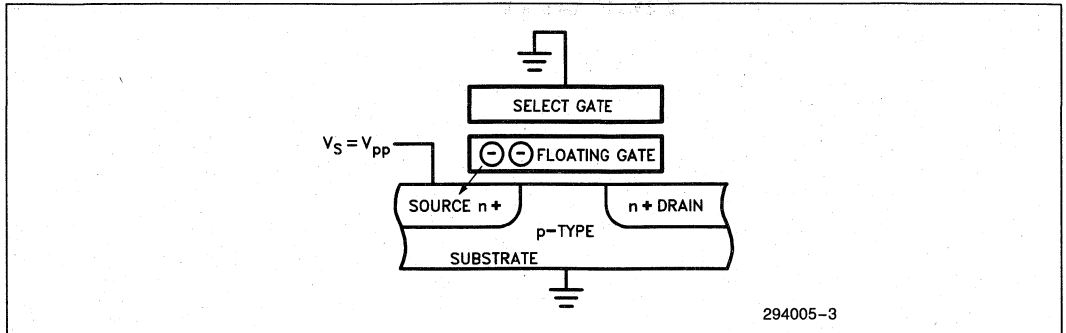 SELECT GATE
V_S = V_pp
⊖ ⊖ FLOATING GATE
SOURCE n+
n+ DRAIN
p-TYPE
SUBSTRATE
294005-3